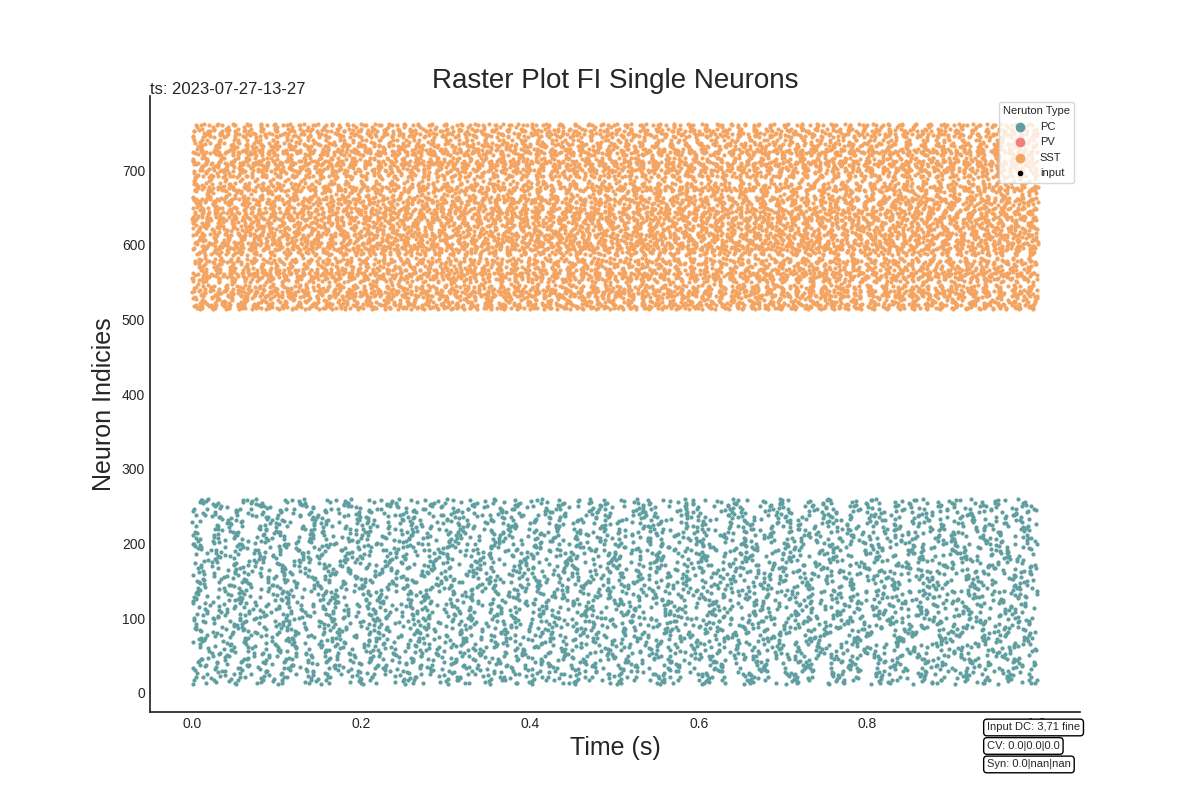 Raster Plot FI Single Neurons
ts: 2023-07-27-13-27
Neruton Type
PC
PV
SST
input
Neuron Indicies
700
600
500
400
300
200
100
0
0.0
0.2
0.4
0.6
0.8
Time (s)
Input DC: 3,71 fine
CV: 0.0|0.0|0.0
Syn: 0.0|nan|nan